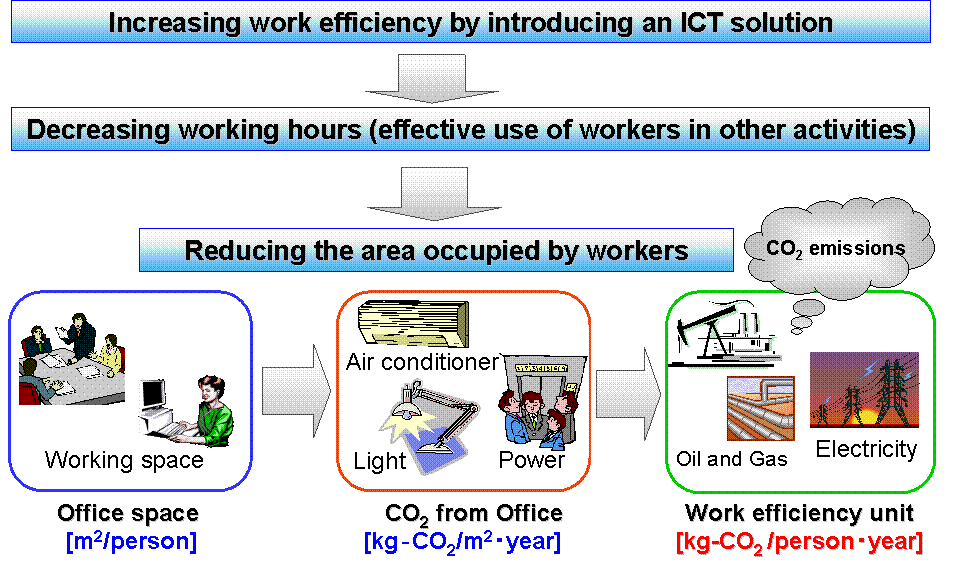 Increasing work efficiency by introducing an ICT solution
Decreasing working hours (effective use of workers in other activities)
Reducing the area occupied by workers
CO₂ emissions
Air conditioner
Working space
Light
Power
Oil and Gas
Electricity
Office space
[m²/person]
CO₂ from Office
[kg-CO₂/m²・year]
Work efficiency unit
[kg-CO₂/person・year]